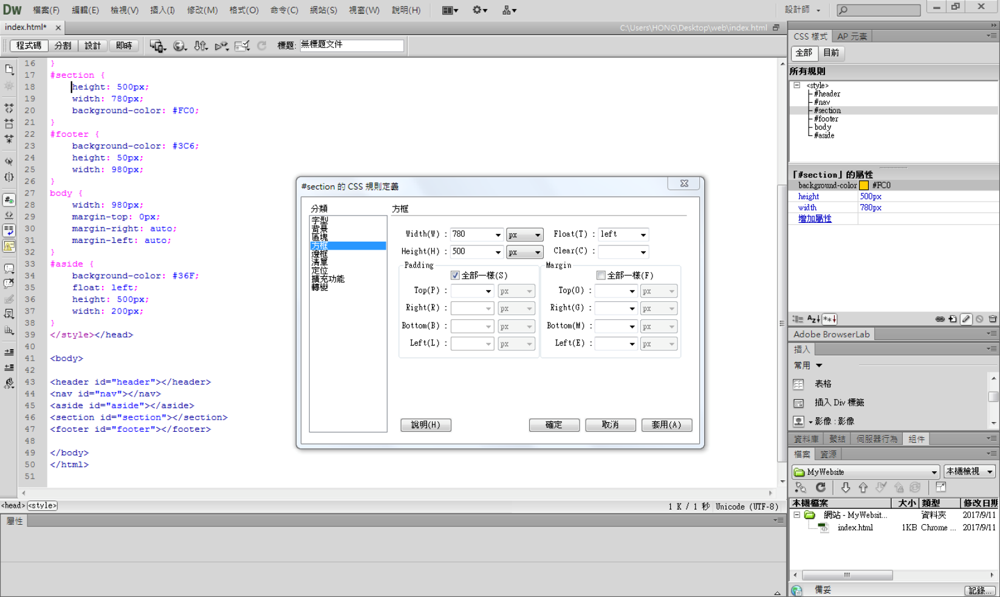 Dw 檔案(F) 編輯(E) 檢視(V) 插入(I) 修改(M) 格式(O) 命令(C) 網站(S) 視窗(W) 說明(H) 設計師
index.html* C:\Users\HONG\Desktop\web\index.html
程式碼 分割 設計 即時 標題: 無標題文件
16 }
17 #section {
18 height: 500px;
19 width: 780px;
20 background-color: #FC0;
21 }
22 #footer {
23 background-color: #3C6;
24 height: 50px;
25 width: 980px;
26 }
27 body {
28 width: 980px;
29 margin-top: 0px;
30 margin-right: auto;
31 margin-left: auto;
32 }
33 #aside {
34 background-color: #36F;
35 float: left;
36 height: 500px;
37 width: 200px;
38 }
39 </style></head>
40
41 <body>
42
43 <header id="header"></header>
44 <nav id="nav"></nav>
45 <aside id="aside"></aside>
46 <section id="section"></section>
47 <footer id="footer"></footer>
48
49 </body>
50 </html>
51
<head> <style> 1 K / 1 秒 Unicode (UTF-8)
屬性
#section 的 CSS 規則定義
分類
字型
背景
區塊
方框
邊框
清單
定位
擴充功能
轉變
方框
Width(W) : 780 px Float(T) : left
Height(H) : 500 px Clear(C) :
Padding Margin
全部一樣(S) 全部一樣(F)
Top(P) : px Top(O) : px
Right(R) : px Right(G) : px
Bottom(B) : px Bottom(M) : px
Left(L) : px Left(E) : px
說明(H) 確定 取消 套用(A)
CSS 樣式 AP 元素
全部 目前
所有規則
<style>
#header
#nav
#section
#footer
body
#aside
「#section」的屬性
background-color #FC0
height 500px
width 780px
增加屬性
Adobe BrowserLab
插入
常用
表格
插入 Div 標籤
影像 : 影像
資料庫 繫結 伺服器行為 組件
檔案 資源
MyWebsite 本機檢視
本機檔案 大小 類型 修改日期
網站 - MyWebsit... 資料夾 2017/9/11
index.html 1KB Chrome ... 2017/9/11
備妥 記錄...